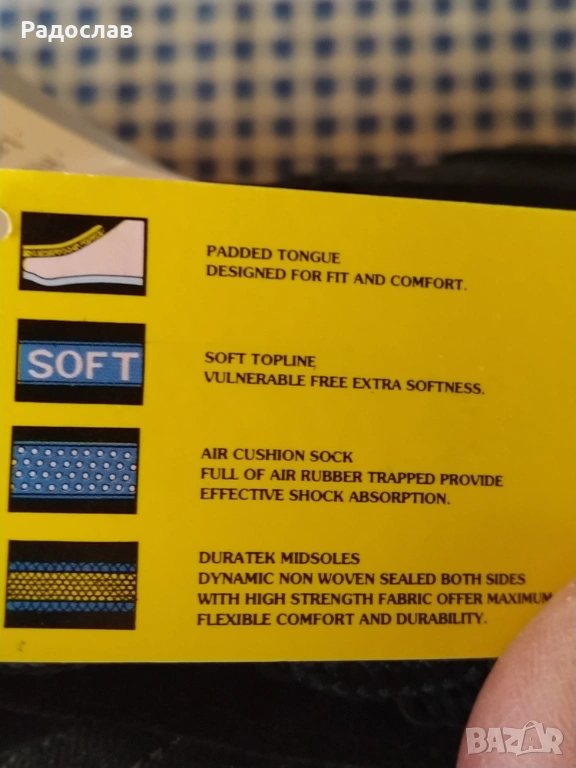 Радослав
PADDED TONGUE
DESIGNED FOR FIT AND COMFORT.
SOFT
SOFT TOPLINE,
VULNERABLE FREE EXTRA SOFTNESS.
AIR CUSHION SOCK
FULL OF AIR RUBBER TRAPPED PROVIDE
EFFECTIVE SHOCK ABSORPTION.
DURATEK MIDSOLES
DYNAMIC NON WOVEN SEALED BOTH SIDES
WITH HIGH STRENGTH FABRIC OFFER MAXIMUM
FLEXIBLE COMFORT AND DURABILITY.
BAZAR